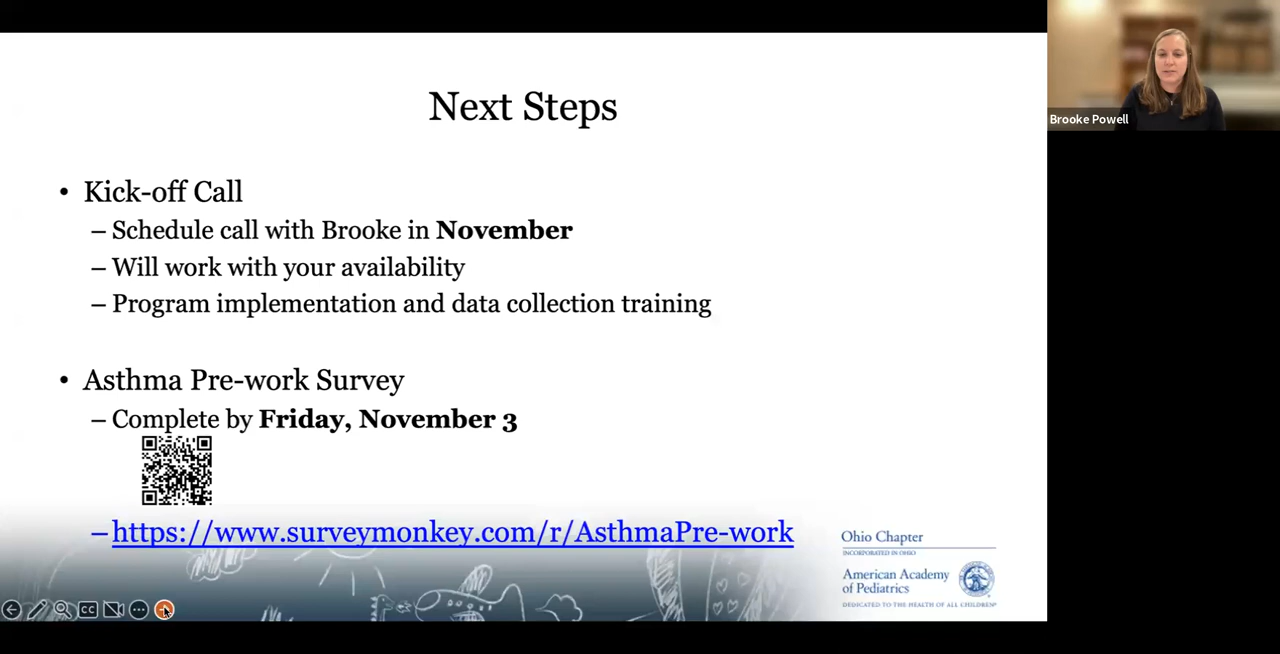 Next Steps
• Kick-off Call
– Schedule call with Brooke in November
– Will work with your availability
– Program implementation and data collection training
• Asthma Pre-work Survey
– Complete by Friday, November 3
– https://www.surveymonkey.com/r/AsthmaPre-work
Ohio Chapter
INCORPORATED IN OHIO
American Academy
of Pediatrics
DEDICATED TO THE HEALTH OF ALL CHILDREN®
CC
Brooke Powell